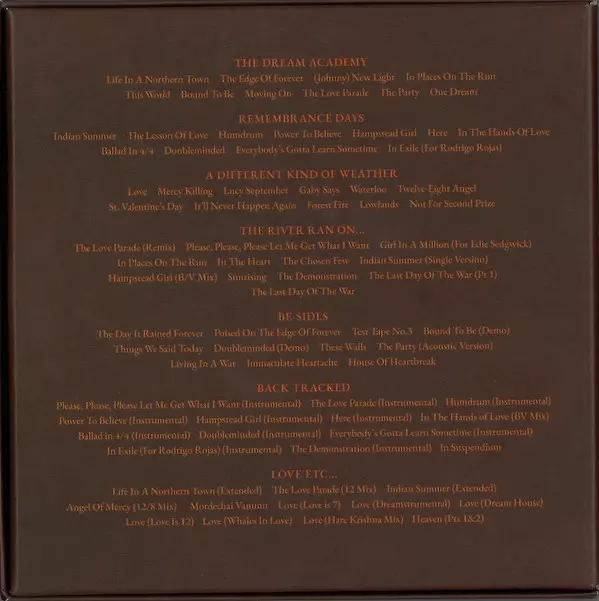 THE DREAM ACADEMY
Life In A Northern Town The Edge Of Forever (Johnny) New Light In Places On The Run
This World Bound To Be Moving On The Love Parade The Party One Dream
REMEMBRANCE DAYS
Indian Summer The Lesson Of Love Humdrum Power To Believe Hampstead Girl Here In The Hands Of Love
Ballad In 4/4 Doubleminded Everybody's Gotta Learn Sometime In Exile (For Rodrigo Rojas)
A DIFFERENT KIND OF WEATHER
Love Mercy Killing Lucy September Gaby Says Waterloo Twelve-Eight Angel
St. Valentine's Day It'll Never Happen Again Forest Fire Lowlands Not For Second Prize
THE RIVER RAN ON...
The Love Parade (Remix) Please, Please, Please Let Me Get What I Want Girl In A Million (For Edie Sedgwick)
In Places On The Run In The Heart The Chosen Few Indian Summer (Single Version)
Hampstead Girl (B/V Mix) Sunrising The Demonstration The Last Day Of The War (Pt 1)
The Last Day Of The War
BE-SIDES
The Day It Rained Forever Poised On The Edge Of Forever Test Tape No.3 Bound To Be (Demo)
Things We Said Today Doubleminded (Demo) These Walls The Party (Acoustic Version)
Living In A War Immaculate Heartache House Of Heartbreak
BACK TRACKED
Please, Please, Please Let Me Get What I Want (Instrumental) The Love Parade (Instrumental) Humdrum (Instrumental)
Power To Believe (Instrumental) Hampstead Girl (Instrumental) Here (Instrumental) In The Hands of Love (BV Mix)
Ballad in 4/4 (Instrumental) Doubleminded (Instrumental) Everybody's Gotta Learn Sometime (Instrumental)
In Exile (For Rodrigo Rojas) (Instrumental) The Demonstration (Instrumental) In Suspendium
LOVE ETC...
Life In A Northern Town (Extended) The Love Parade (12 Mix) Indian Summer (Extended)
Angel Of Mercy (12/8 Mix) Mordechai Vanunu Love (Love is 7) Love (Dreamstrumental) Love (Dream House)
Love (Love Is 12) Love (Whales In Love) Love (Hare Krishna Mix) Heaven (Pts 1&2)